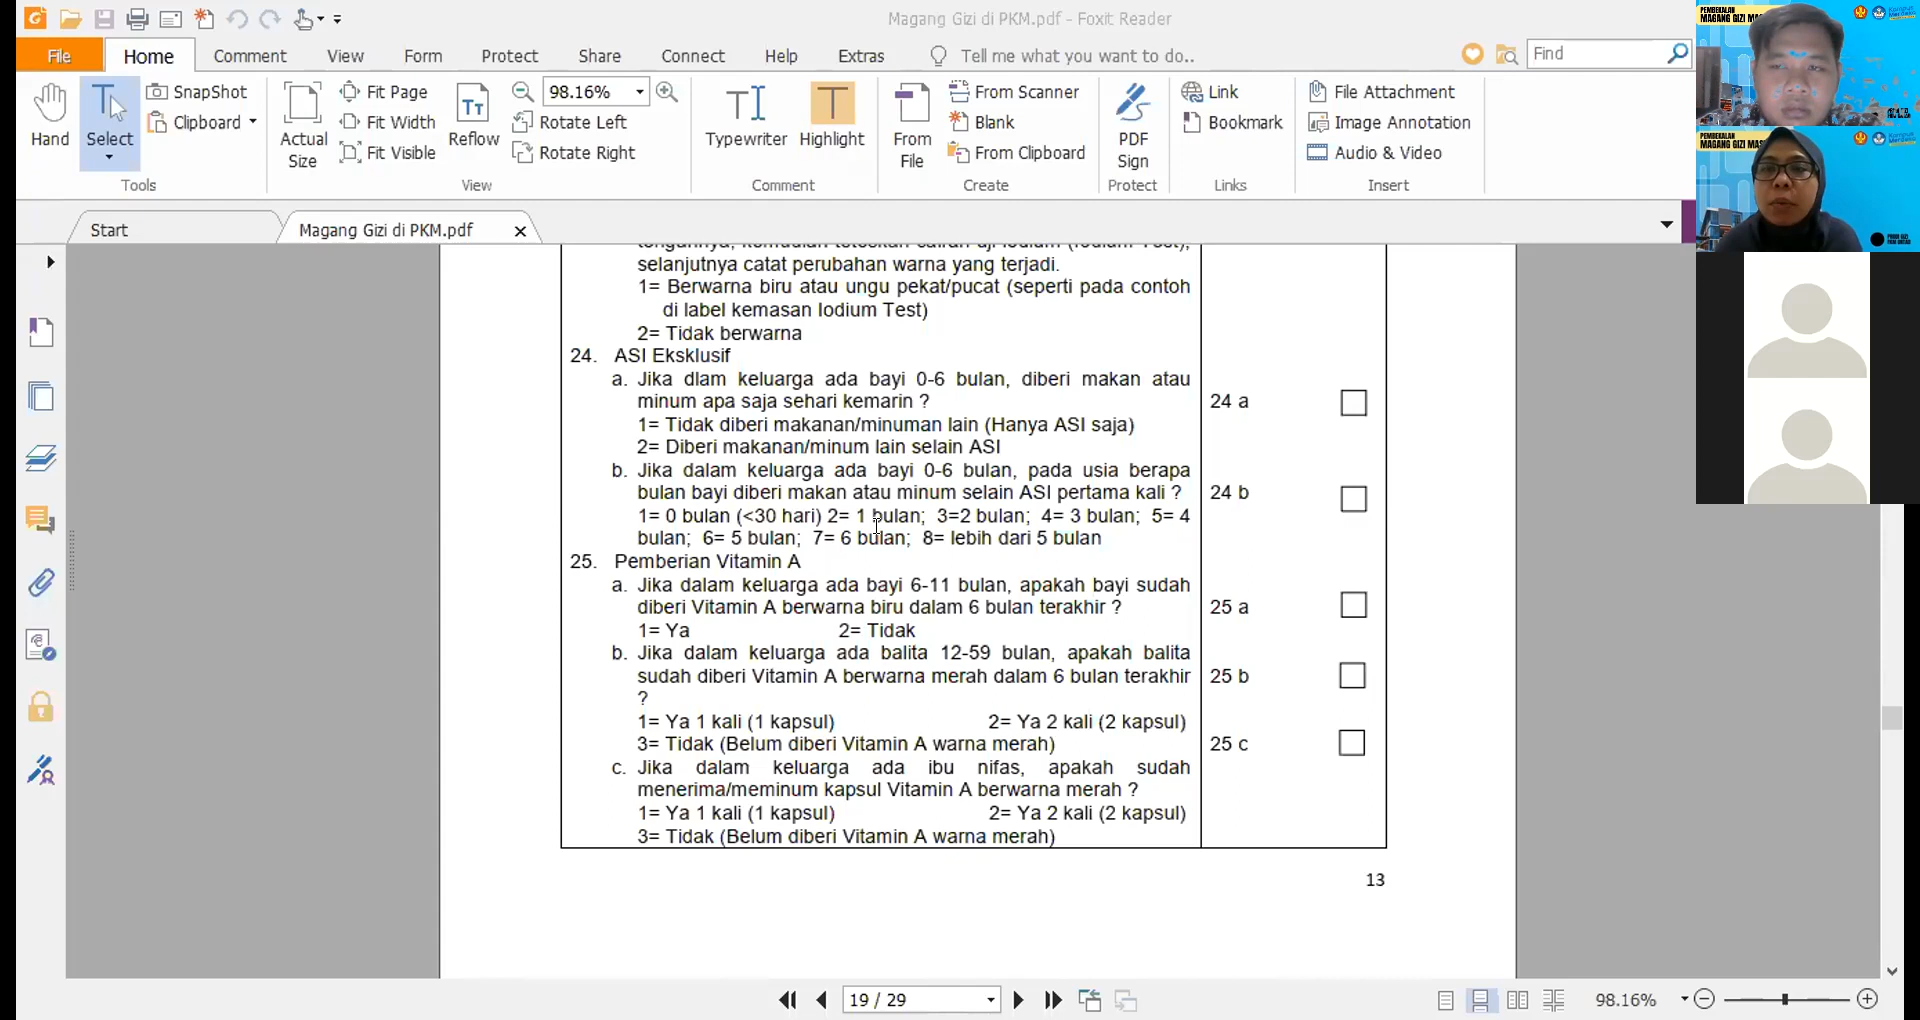 Magang Gizi di PKM.pdf - Foxit Reader
File Home Comment View Form Protect Share Connect Help Extras Tell me what you want to do.. Find
Hand
Select
SnapShot
Clipboard
Tools
Actual Size
Fit Page
Fit Width
Fit Visible
Reflow
98.16%
Rotate Left
Rotate Right
View
Typewriter
Highlight
Comment
From File
From Scanner
Blank
From Clipboard
Create
PDF Sign
Protect
Link
Bookmark
Links
File Attachment
Image Annotation
Audio & Video
Insert
PEMBEKALAN
MAGANG GIZI MAS
PEMBEKALAN
MAGANG GIZI MAS
Start
Magang Gizi di PKM.pdf
selanjutnya catat perubahan warna yang terjadi.
1= Berwarna biru atau ungu pekat/pucat (seperti pada contoh
di label kemasan Iodium Test)
2= Tidak berwarna
24. ASI Eksklusif
a. Jika dlam keluarga ada bayi 0-6 bulan, diberi makan atau
minum apa saja sehari kemarin ? 24 a
1= Tidak diberi makanan/minuman lain (Hanya ASI saja)
2= Diberi makanan/minum lain selain ASI
b. Jika dalam keluarga ada bayi 0-6 bulan, pada usia berapa
bulan bayi diberi makan atau minum selain ASI pertama kali ? 24 b
1= 0 bulan (<30 hari) 2= 1 bulan; 3=2 bulan; 4= 3 bulan; 5= 4
bulan; 6= 5 bulan; 7= 6 bulan; 8= lebih dari 5 bulan
25. Pemberian Vitamin A
a. Jika dalam keluarga ada bayi 6-11 bulan, apakah bayi sudah
diberi Vitamin A berwarna biru dalam 6 bulan terakhir ? 25 a
1= Ya 2= Tidak
b. Jika dalam keluarga ada balita 12-59 bulan, apakah balita
sudah diberi Vitamin A berwarna merah dalam 6 bulan terakhir 25 b
?
1= Ya 1 kali (1 kapsul) 2= Ya 2 kali (2 kapsul)
3= Tidak (Belum diberi Vitamin A warna merah) 25 c
c. Jika dalam keluarga ada ibu nifas, apakah sudah
menerima/meminum kapsul Vitamin A berwarna merah ?
1= Ya 1 kali (1 kapsul) 2= Ya 2 kali (2 kapsul)
3= Tidak (Belum diberi Vitamin A warna merah)
13
19 / 29
98.16%